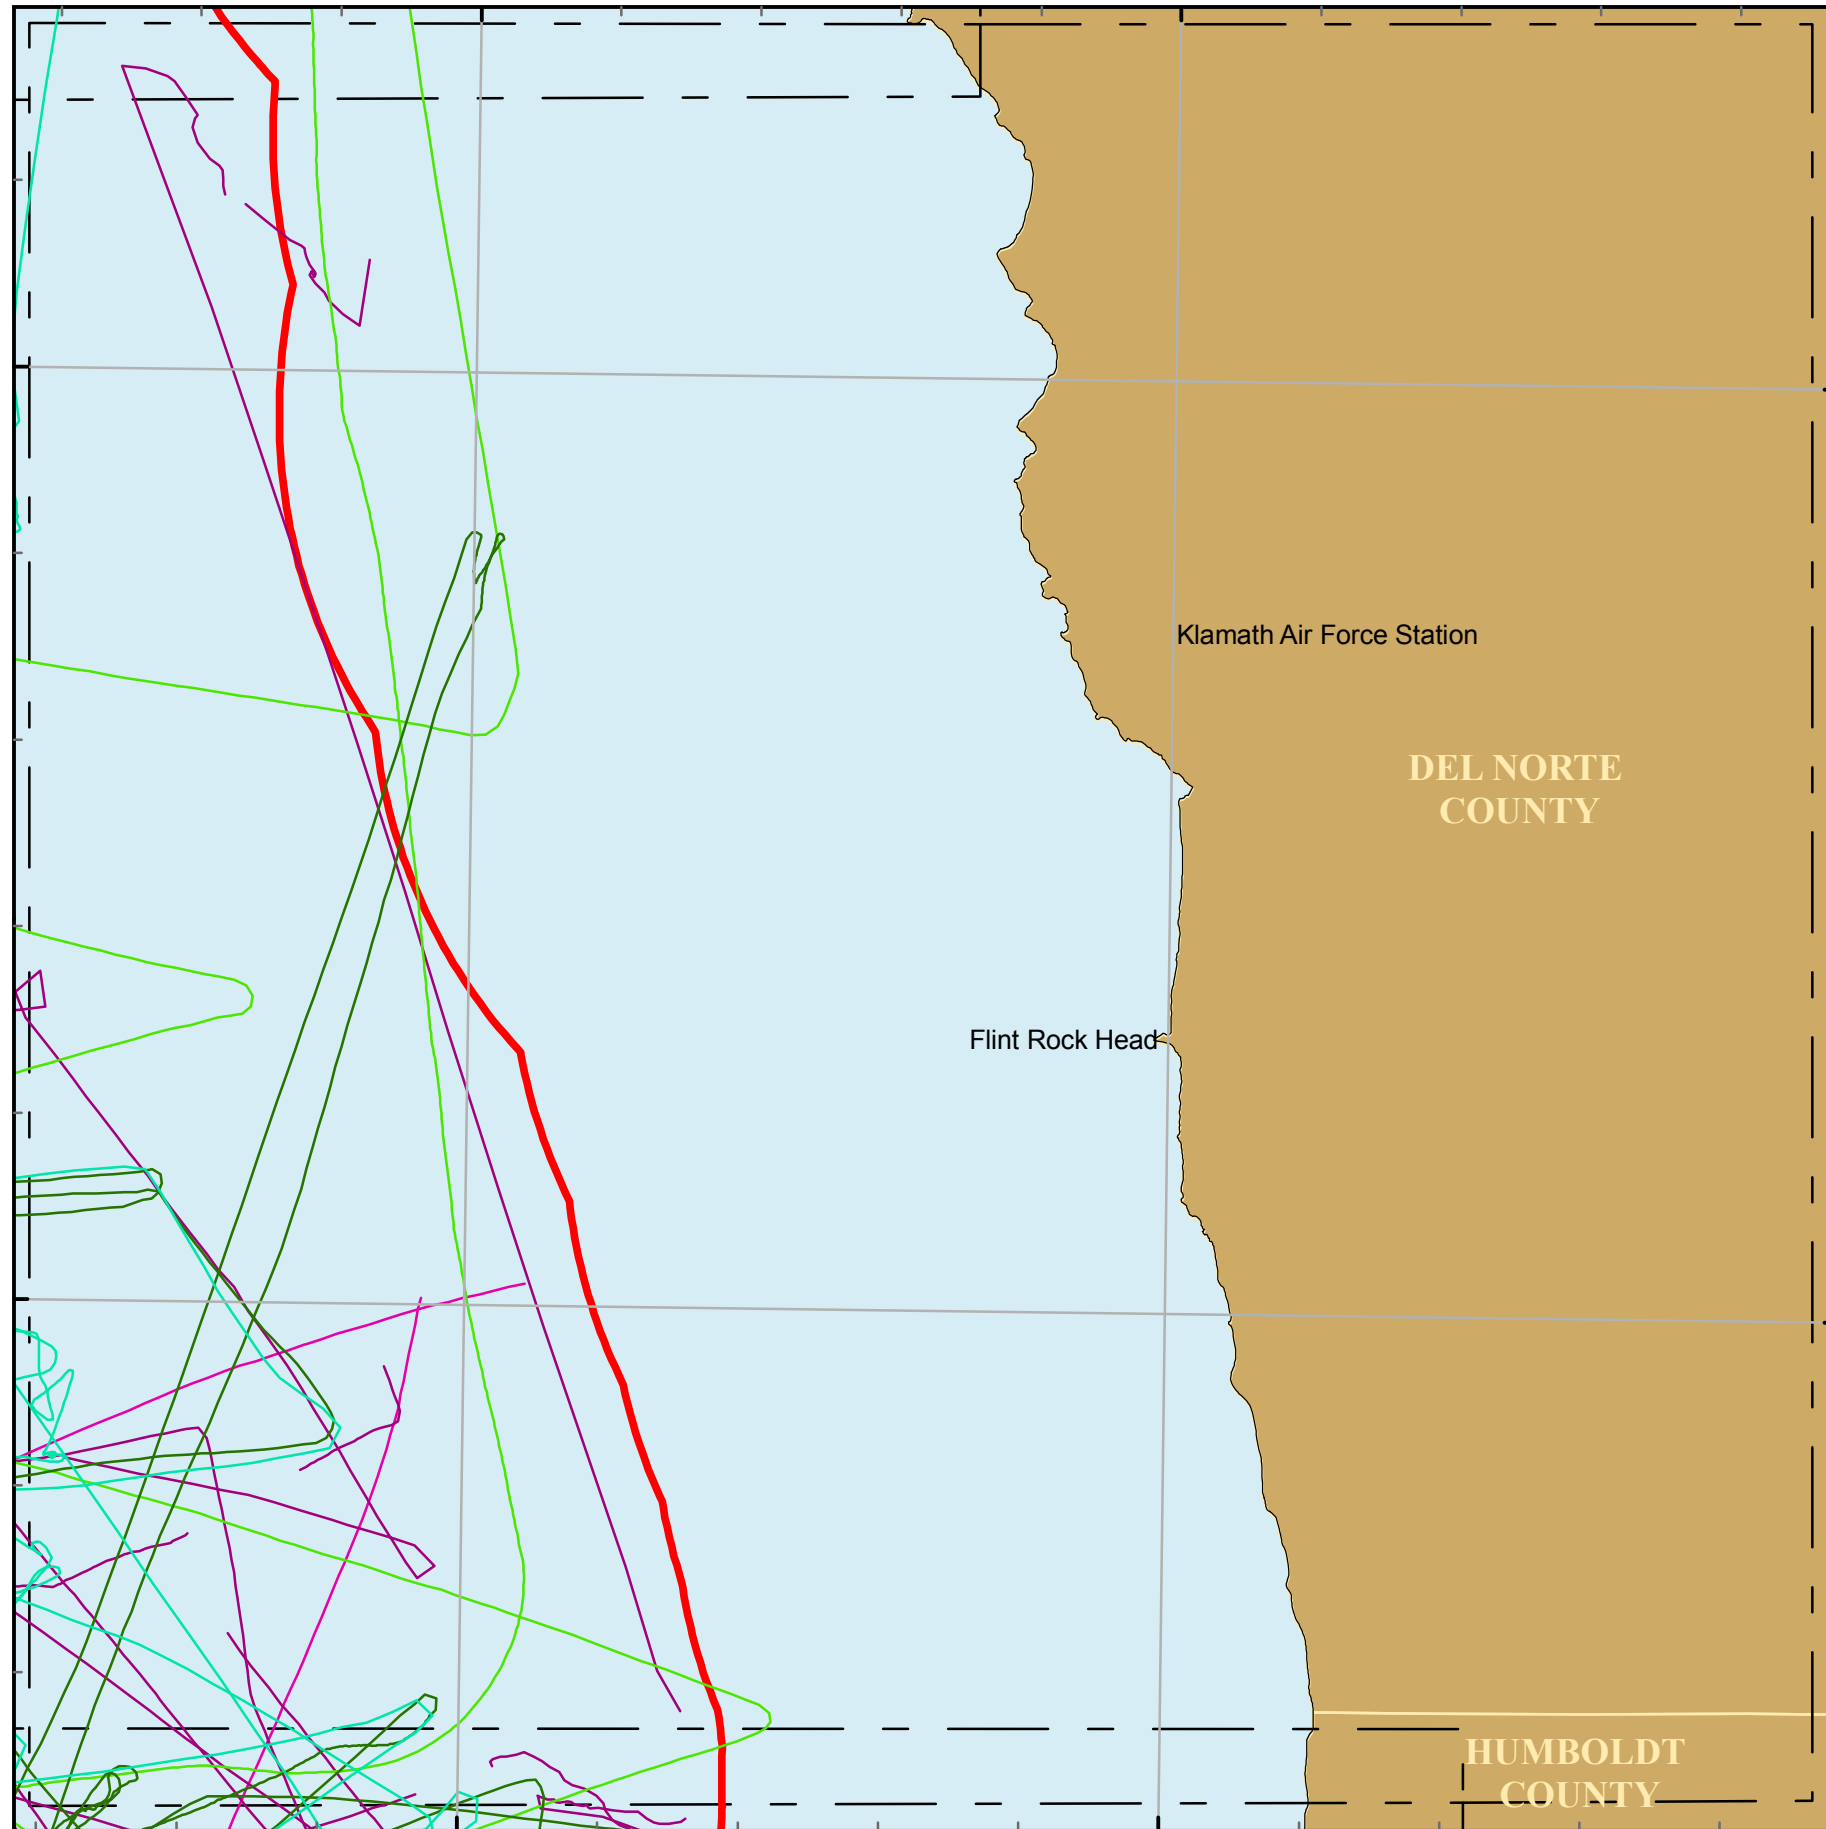 Klamath Air Force Station
DEL NORTE
COUNTY
Flint Rock Head
HUMBOLDT
COUNTY